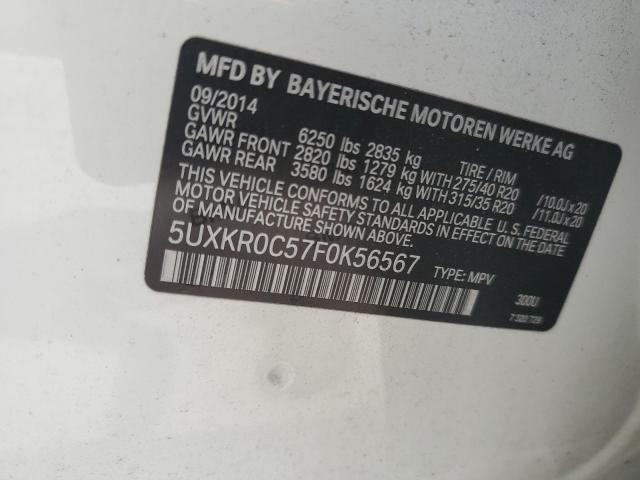 MFD BY BAYERISCHE MOTOREN WERKE AG
09/2014
GVWR 6250 lbs 2835 kg TIRE / RIM
GAWR FRONT 2820 lbs 1279 kg WITH 275/40 R20 /10.0J x 20
GAWR REAR 3580 lbs 1624 kg WITH 315/35 R20 /11.0J x 20
THIS VEHICLE CONFORMS TO ALL APPLICABLE U.S. FEDERAL
MOTOR VEHICLE SAFETY STANDARDS IN EFFECT ON THE DATE
OF MANUFACTURE SHOWN ABOVE.
5UXKR0C57F0K56567 TYPE: MPV 300U
7 320 729